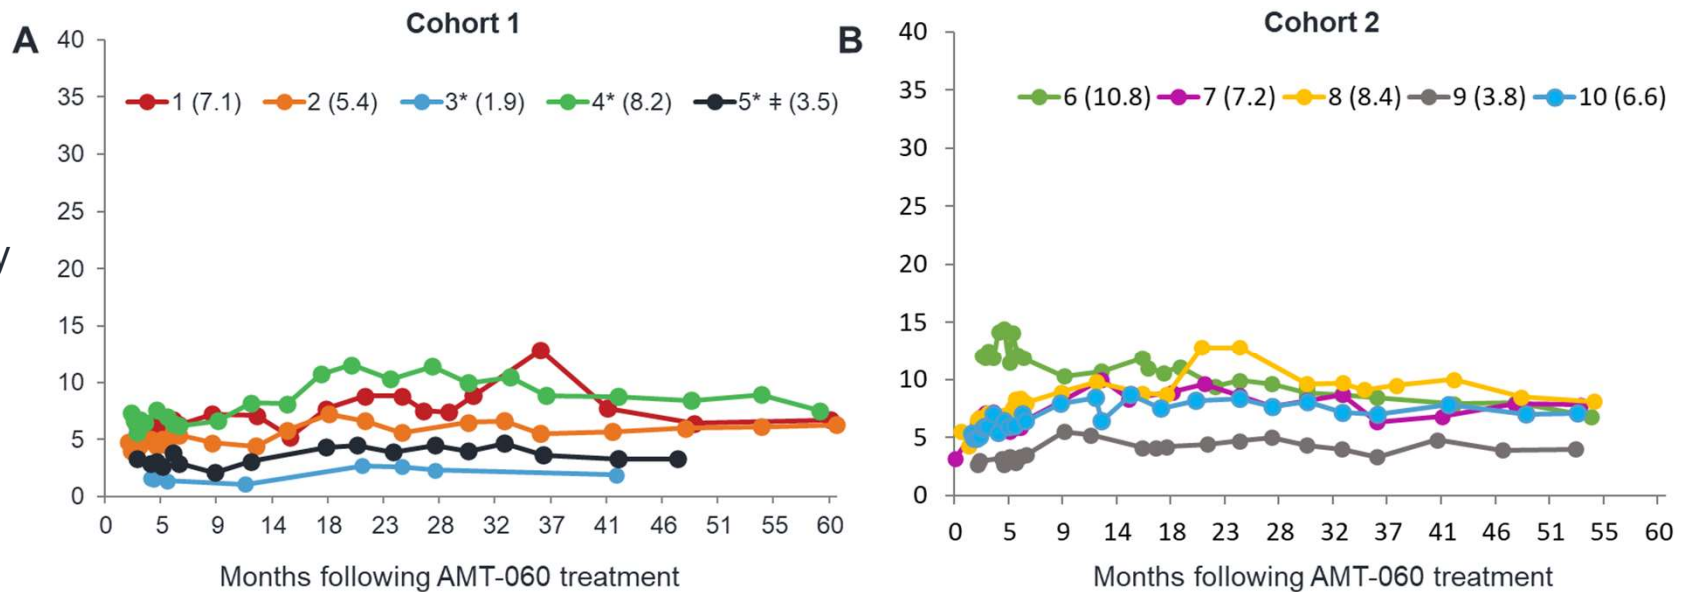 Cohort 1
A
40
35
30
25
20
15
10
5
0
1 (7.1) 2 (5.4) 3* (1.9) 4* (8.2) 5* ǂ (3.5)
0 5 9 14 18 23 28 32 37 41 46 51 55 60
Months following AMT-060 treatment
y
Cohort 2
B
40
35
30
25
20
15
10
5
0
6 (10.8) 7 (7.2) 8 (8.4) 9 (3.8) 10 (6.6)
0 5 9 14 18 23 28 32 37 41 46 51 55 60
Months following AMT-060 treatment